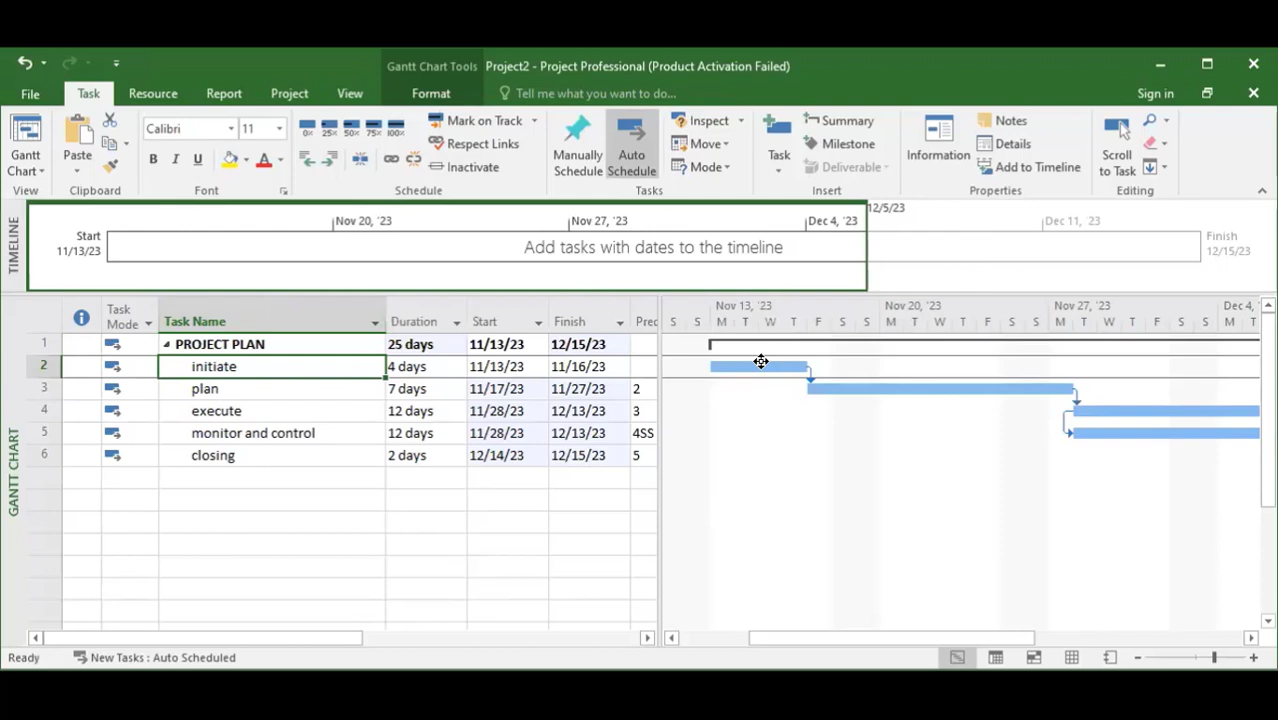 Gantt Chart Tools Project2 - Project Professional (Product Activation Failed)
File Task Resource Report Project View Format Tell me what you want to do... Sign in
Gantt Chart
Paste
Calibri 11
B I U A
0% 25% 50% 75% 100%
Mark on Track
Respect Links
Inactivate
Manually Schedule
Auto Schedule
Inspect
Move
Mode
Task
Summary
Milestone
Deliverable
Information
Notes
Details
Add to Timeline
Scroll to Task
View Clipboard Font Schedule Tasks Insert Properties Editing
TIMELINE
12/5/23
Nov 20, '23 Nov 27, '23 Dec 4, '23 Dec 11, '23
Start
11/13/23
Add tasks with dates to the timeline
Finish
12/15/23
GANTT CHART
Task Mode Task Name Duration Start Finish Pred
Nov 13, '23 Nov 20, '23 Nov 27, '23 Dec 4,
S S M T W T F S S M T W T F S S M T W T F S S M T
1 PROJECT PLAN 25 days 11/13/23 12/15/23
2 initiate 4 days 11/13/23 11/16/23
3 plan 7 days 11/17/23 11/27/23 2
4 execute 12 days 11/28/23 12/13/23 3
5 monitor and control 12 days 11/28/23 12/13/23 4SS
6 closing 2 days 12/14/23 12/15/23 5
Ready New Tasks : Auto Scheduled